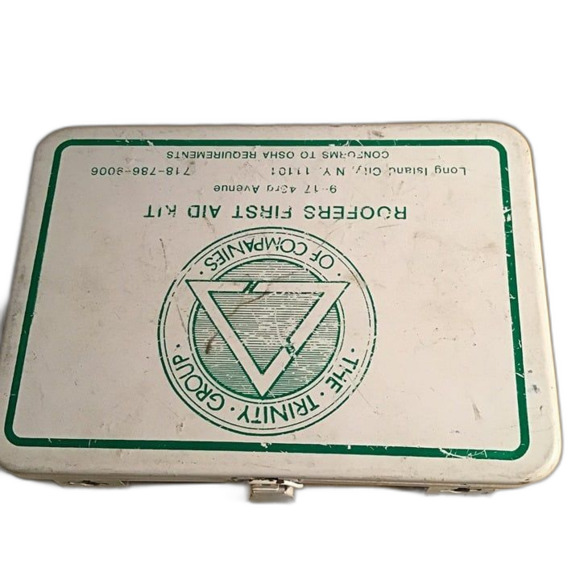 THE · TRINITY · GROUP · OF COMPANIES ·
ROOFERS FIRST AID KIT
9-17 43rd Avenue
Long Island City, NY. 11101 718-786-9006
CONFORMS TO OSHA REQUIREMENTS